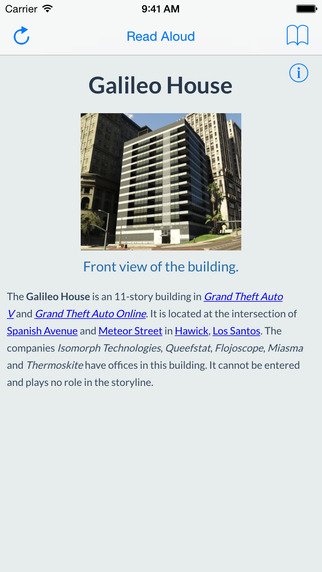 Carrier 9:41 AM
Read Aloud
Galileo House
Front view of the building.
The Galileo House is an 11-story building in Grand Theft Auto
V and Grand Theft Auto Online. It is located at the intersection of
Spanish Avenue and Meteor Street in Hawick, Los Santos. The
companies Isomorph Technologies, Queefstat, Flojoscope, Miasma
and Thermoskite have offices in this building. It cannot be entered
and plays no role in the storyline.